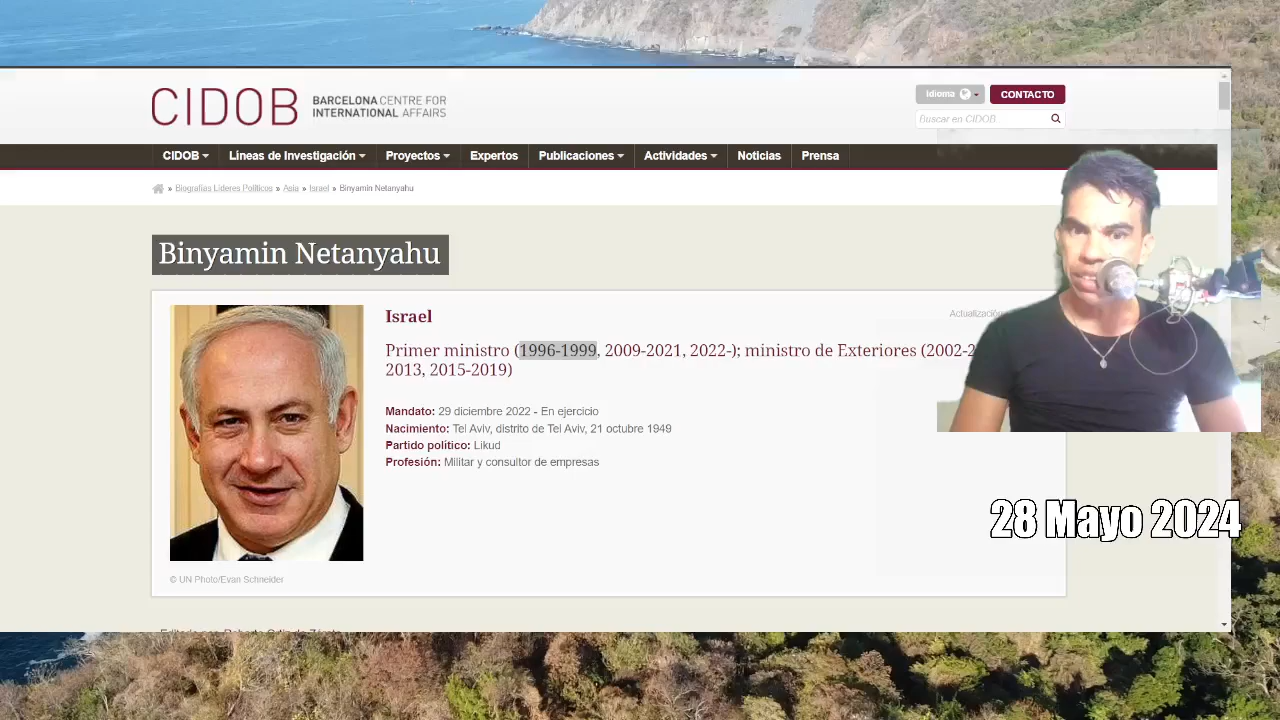 CIDOB
BARCELONA CENTRE FOR
INTERNATIONAL AFFAIRS
Idioma
CONTACTO
Buscar en CIDOB
CIDOB
Líneas de Investigación
Proyectos
Expertos
Publicaciones
Actividades
Noticias
Prensa
» Biografías Líderes Políticos » Asia » Israel » Binyamin Netanyahu
Binyamin Netanyahu
Israel
Actualización
Primer ministro (1996-1999, 2009-2021, 2022-); ministro de Exteriores (2002-2
2013, 2015-2019)
Mandato: 29 diciembre 2022 - En ejercicio
Nacimiento: Tel Aviv, distrito de Tel Aviv, 21 octubre 1949
Partido político: Likud
Profesión: Militar y consultor de empresas
28 Mayo 2024
© UN Photo/Evan Schneider